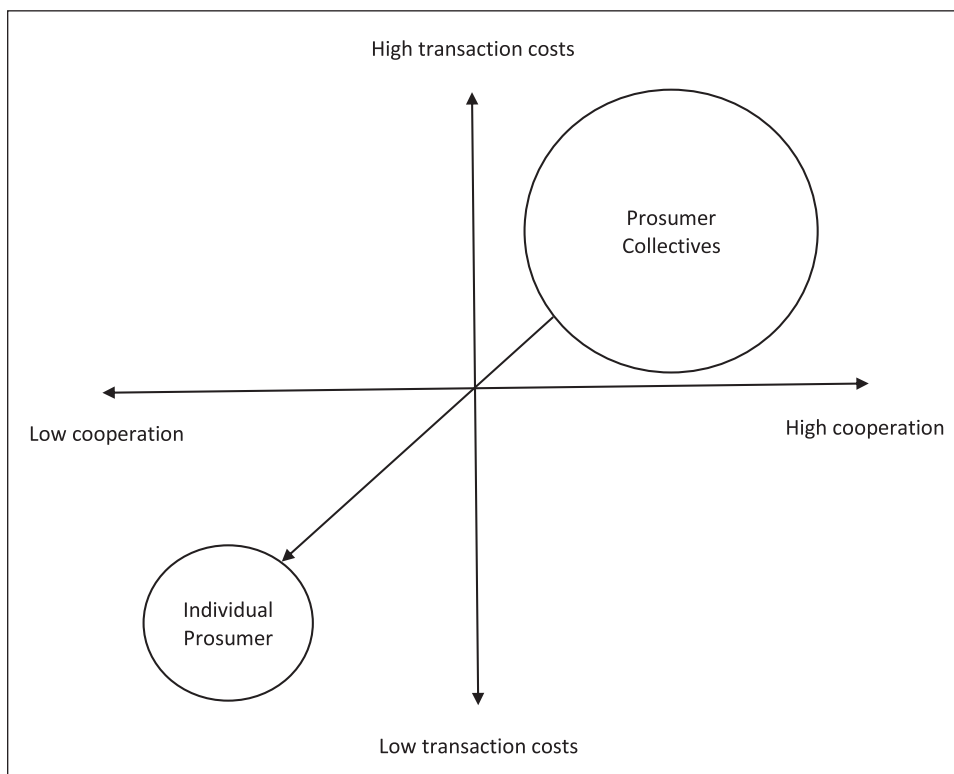 High transaction costs
Prosumer
Collectives
Low cooperation
High cooperation
Individual
Prosumer
Low transaction costs